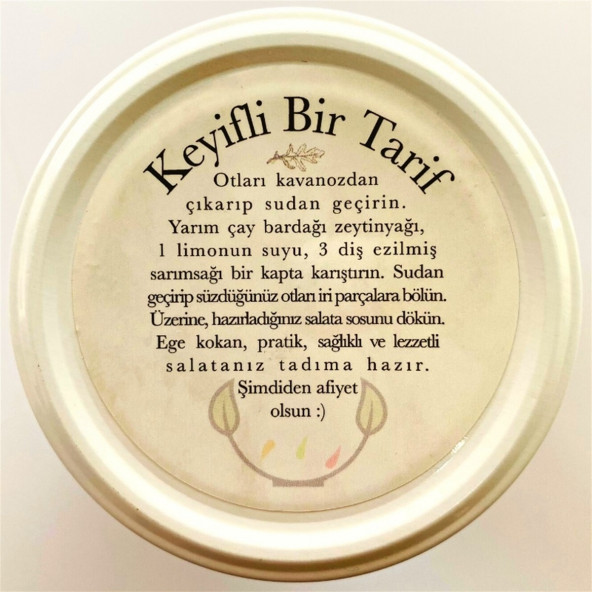 Keyifli Bir Tarif
Otları kavanozdan
çıkarıp sudan geçirin.
Yarım çay bardağı zeytinyağı,
1 limonun suyu, 3 diş ezilmiş
sarımsağı bir kapta karıştırın. Sudan
geçirip süzdüğünüz otları iri parçalara bölün.
Üzerine, hazırladığınız salata sosunu dökün.
Ege kokan, pratik, sağlıklı ve lezzetli
salatanız tadıma hazır.
Şimdiden afiyet
olsun :)